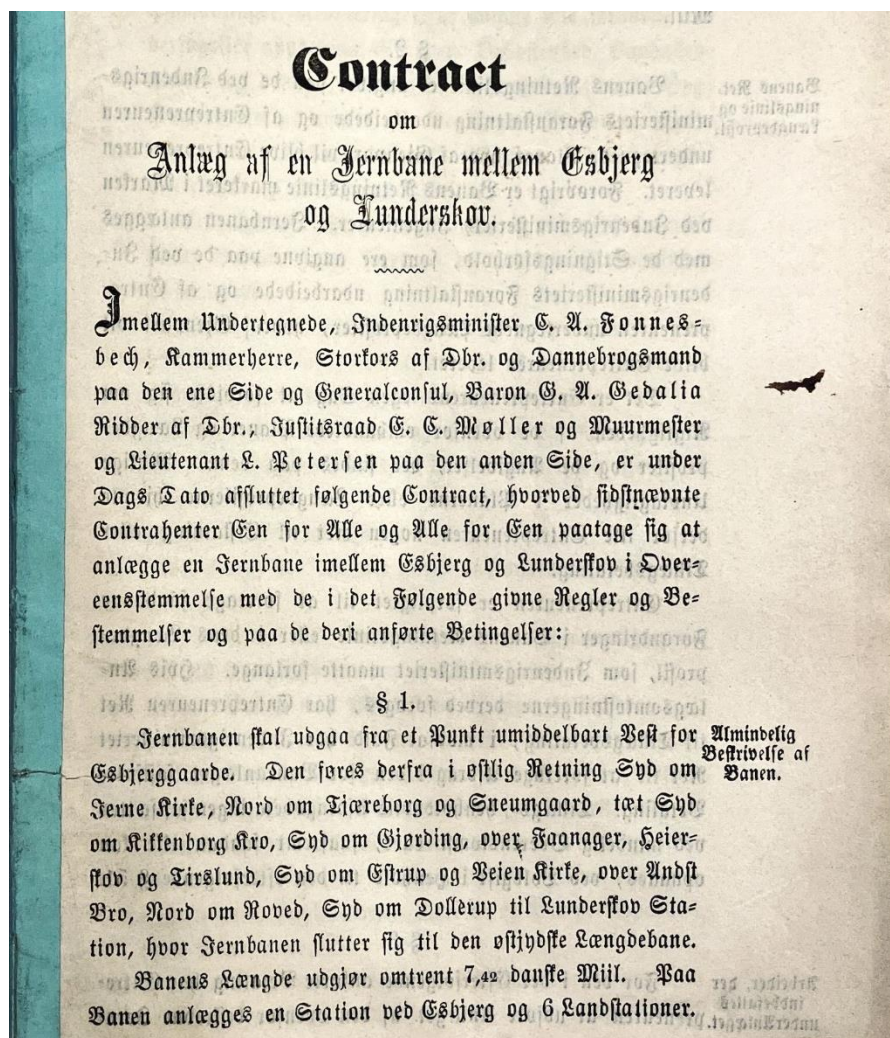 Contract
om
Anlæg af en Jernbane mellem Esbjerg
og Lunderskov.
Imellem Undertegnede, Indenrigsminister C. A. Fonnes=
bech, Kammerherre, Storkors af Dbr. og Dannebrogsmand
paa den ene Side og Generalconsul, Baron G. A. Gedalia
Ridder af Dbr., Justitsraad E. C. Møller og Muurmester
og Lieutenant L. Petersen paa den anden Side, er under
Dags Dato afsluttet følgende Contract, hvorved sidstnævnte
Contrahenter Een for Alle og Alle for Een paatage sig at
anlægge en Jernbane imellem Esbjerg og Lunderskov i Over=
eensstemmelse med de i det Følgende givne Regler og Be=
stemmelser og paa de deri anførte Betingelser:
§ 1.
Jernbanen skal udgaa fra et Punkt umiddelbart Vest for
Esbjerggaarde. Den føres derfra i østlig Retning Syd om
Jerne Kirke, Nord om Tjæreborg og Sneumgaard, tæt Syd
om Kikkenborg Kro, Syd om Gjørding, over Faanager, Heier=
skov og Tirslund, Syd om Estrup og Veien Kirke, over Andst
Bro, Nord om Roved, Syd om Dollerup til Lunderskov Sta=
tion, hvor Jernbanen slutter sig til den østjydske Længdebane.
Banens Længde udgjør omtrent 7,42 danske Miil. Paa
Banen anlægges en Station ved Esbjerg og 6 Landstationer.
Almindelig
Beskrivelse af
Banen.